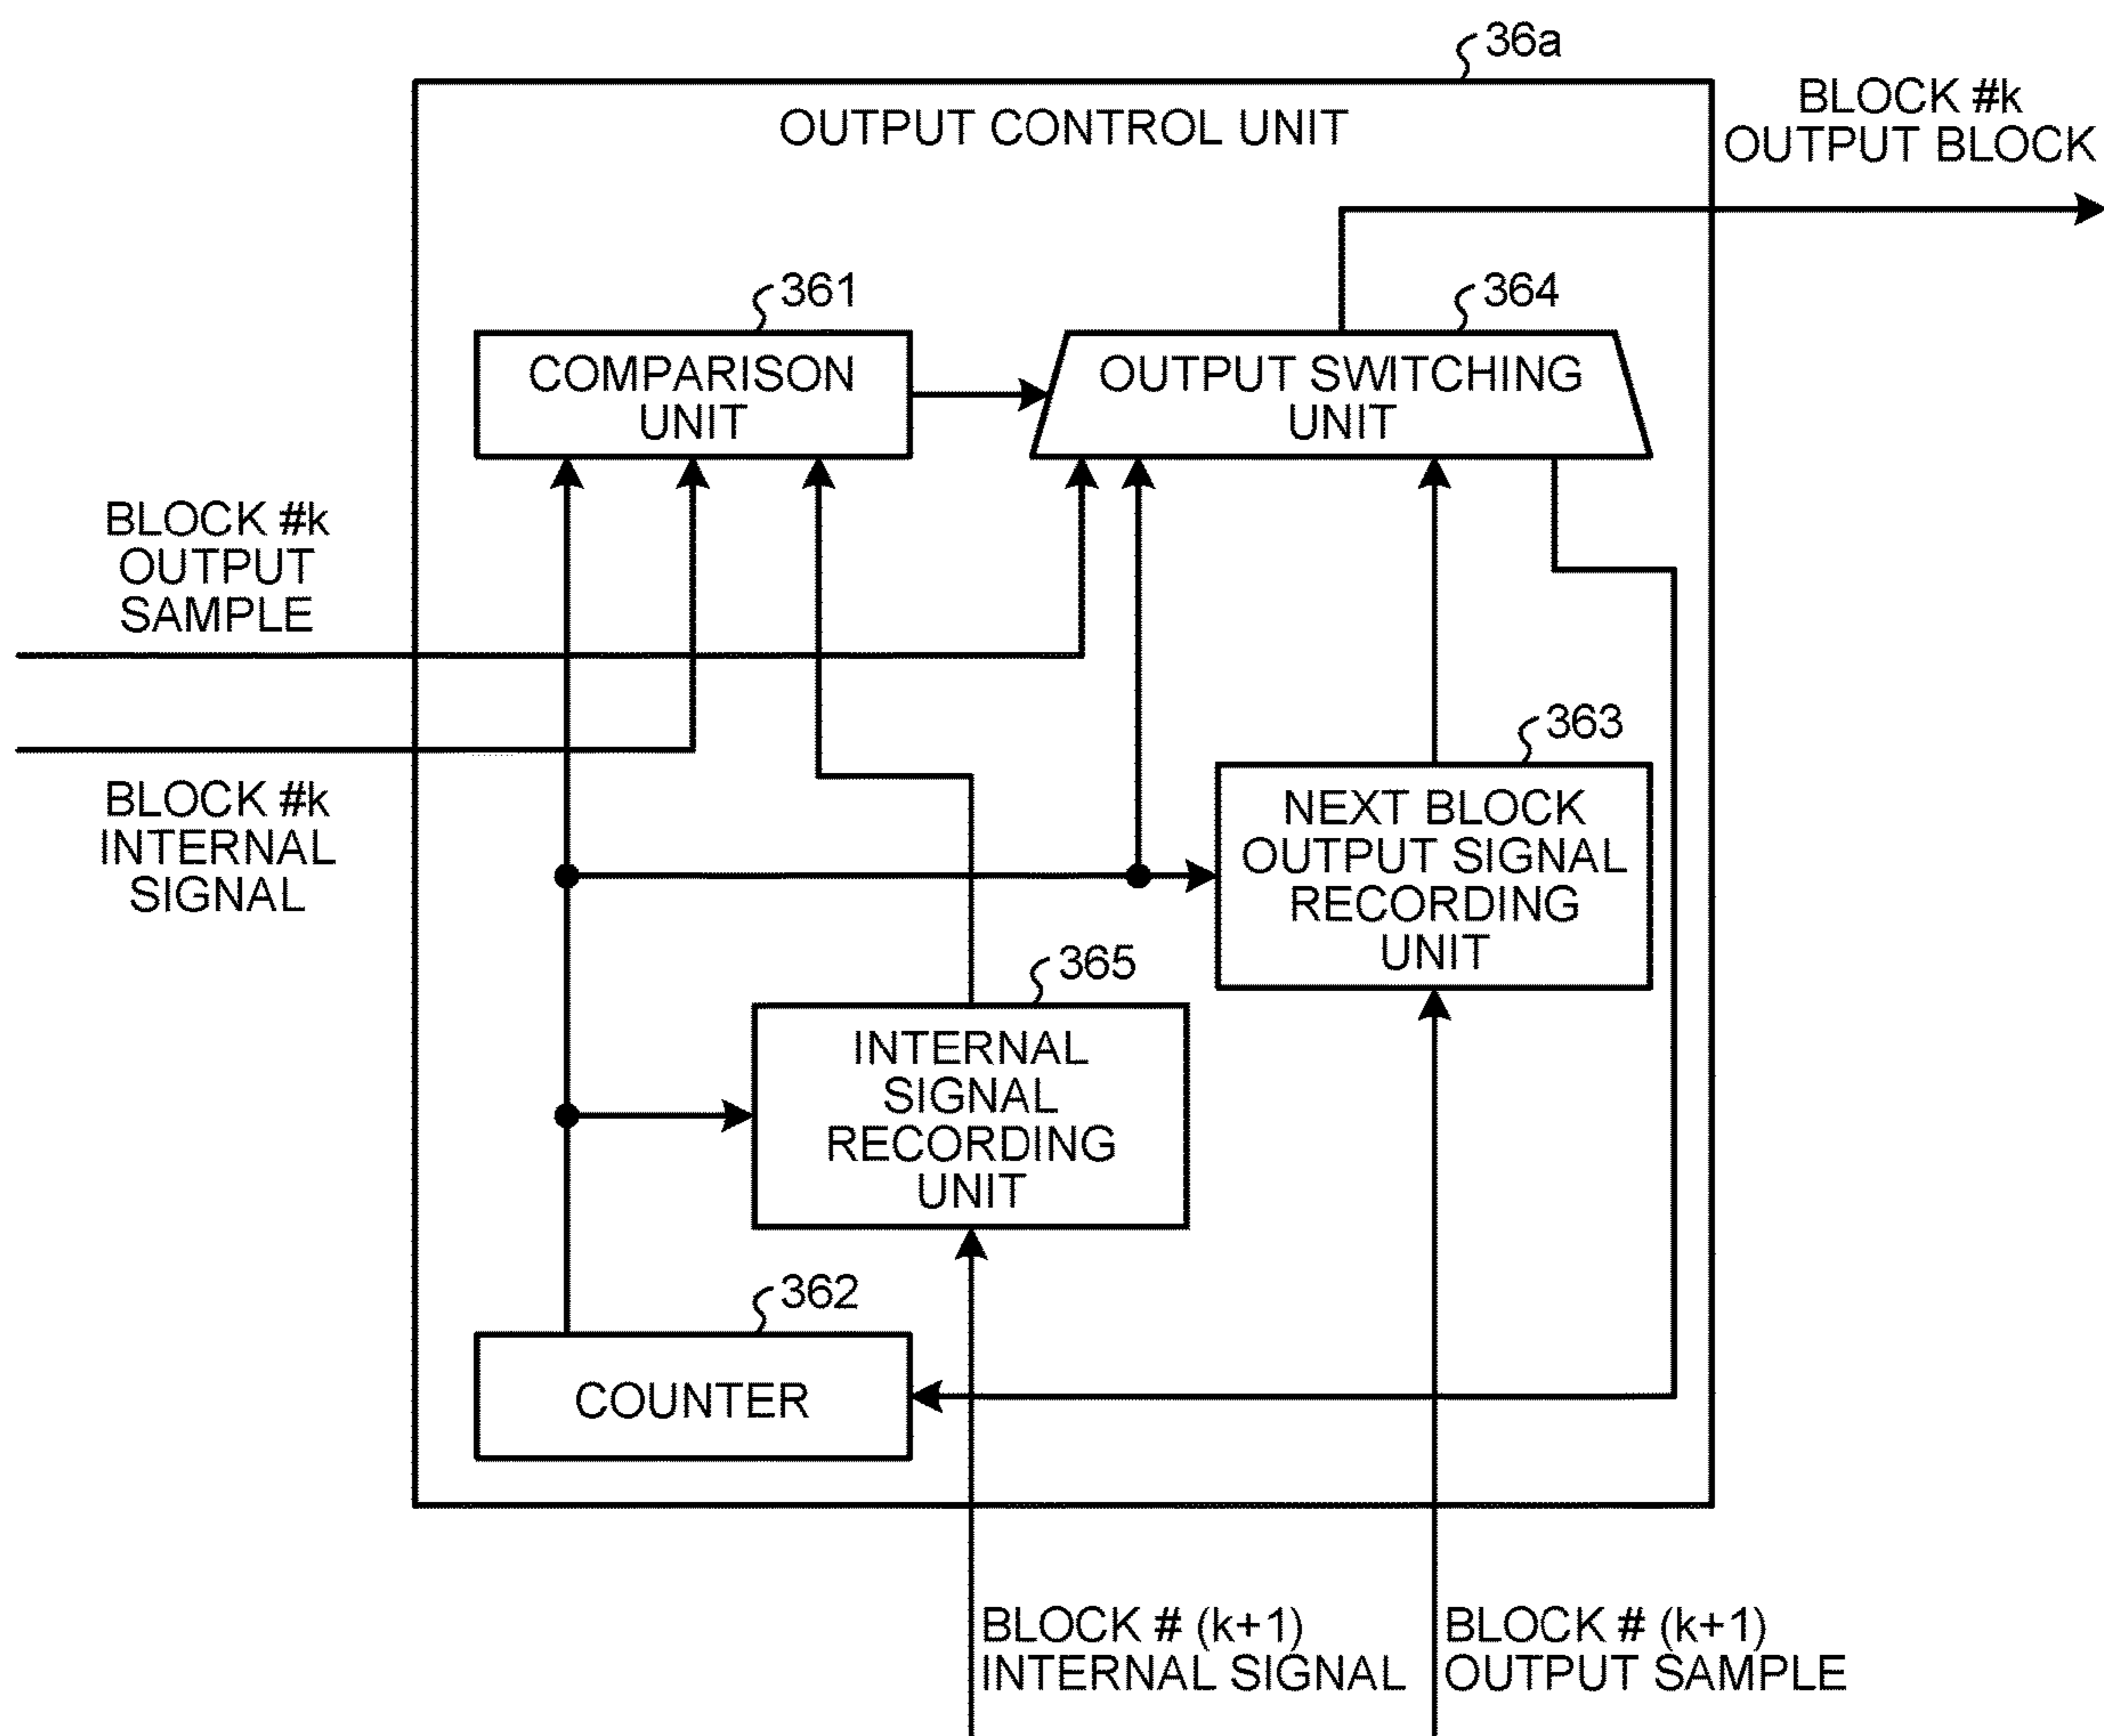 36a
OUTPUT CONTROL UNIT
BLOCK #k
OUTPUT BLOCK
361
COMPARISON
UNIT
364
OUTPUT SWITCHING
UNIT
BLOCK #k
OUTPUT
SAMPLE
BLOCK #k
INTERNAL
SIGNAL
363
NEXT BLOCK
OUTPUT SIGNAL
RECORDING
UNIT
365
INTERNAL
SIGNAL
RECORDING
UNIT
362
COUNTER
BLOCK # (k+1)
INTERNAL SIGNAL
BLOCK # (k+1)
OUTPUT SAMPLE